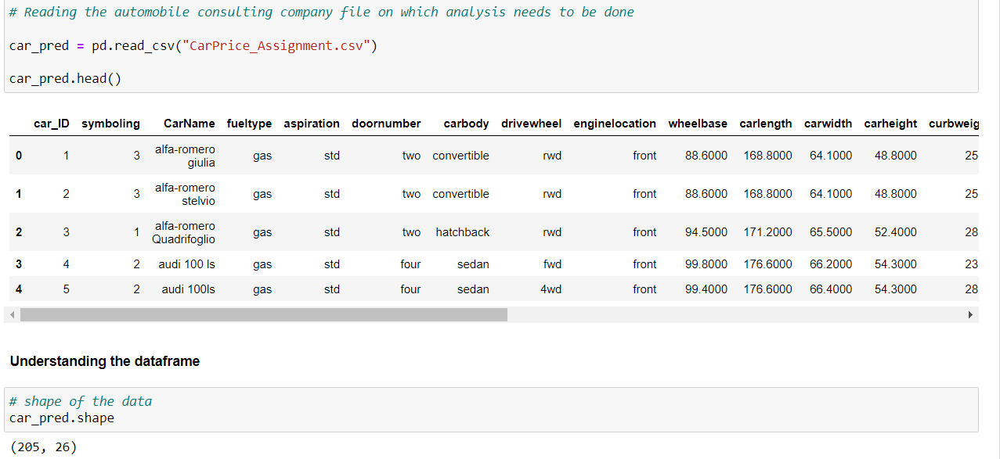 # Reading the automobile consulting company file on which analysis needs to be done
car_pred = pd.read_csv("CarPrice_Assignment.csv")
car_pred.head()
car_ID symboling CarName fueltype aspiration doornumber carbody drivewheel enginelocation wheelbase carlength carwidth carheight curbweig
0 1 3 alfa-romero giulia gas std two convertible rwd front 88.6000 168.8000 64.1000 48.8000 25
1 2 3 alfa-romero stelvio gas std two convertible rwd front 88.6000 168.8000 64.1000 48.8000 25
2 3 1 alfa-romero Quadrifoglio gas std two hatchback rwd front 94.5000 171.2000 65.5000 52.4000 28
3 4 2 audi 100 ls gas std four sedan fwd front 99.8000 176.6000 66.2000 54.3000 23
4 5 2 audi 100ls gas std four sedan 4wd front 99.4000 176.6000 66.4000 54.3000 28
Understanding the dataframe
# shape of the data
car_pred.shape
(205, 26)